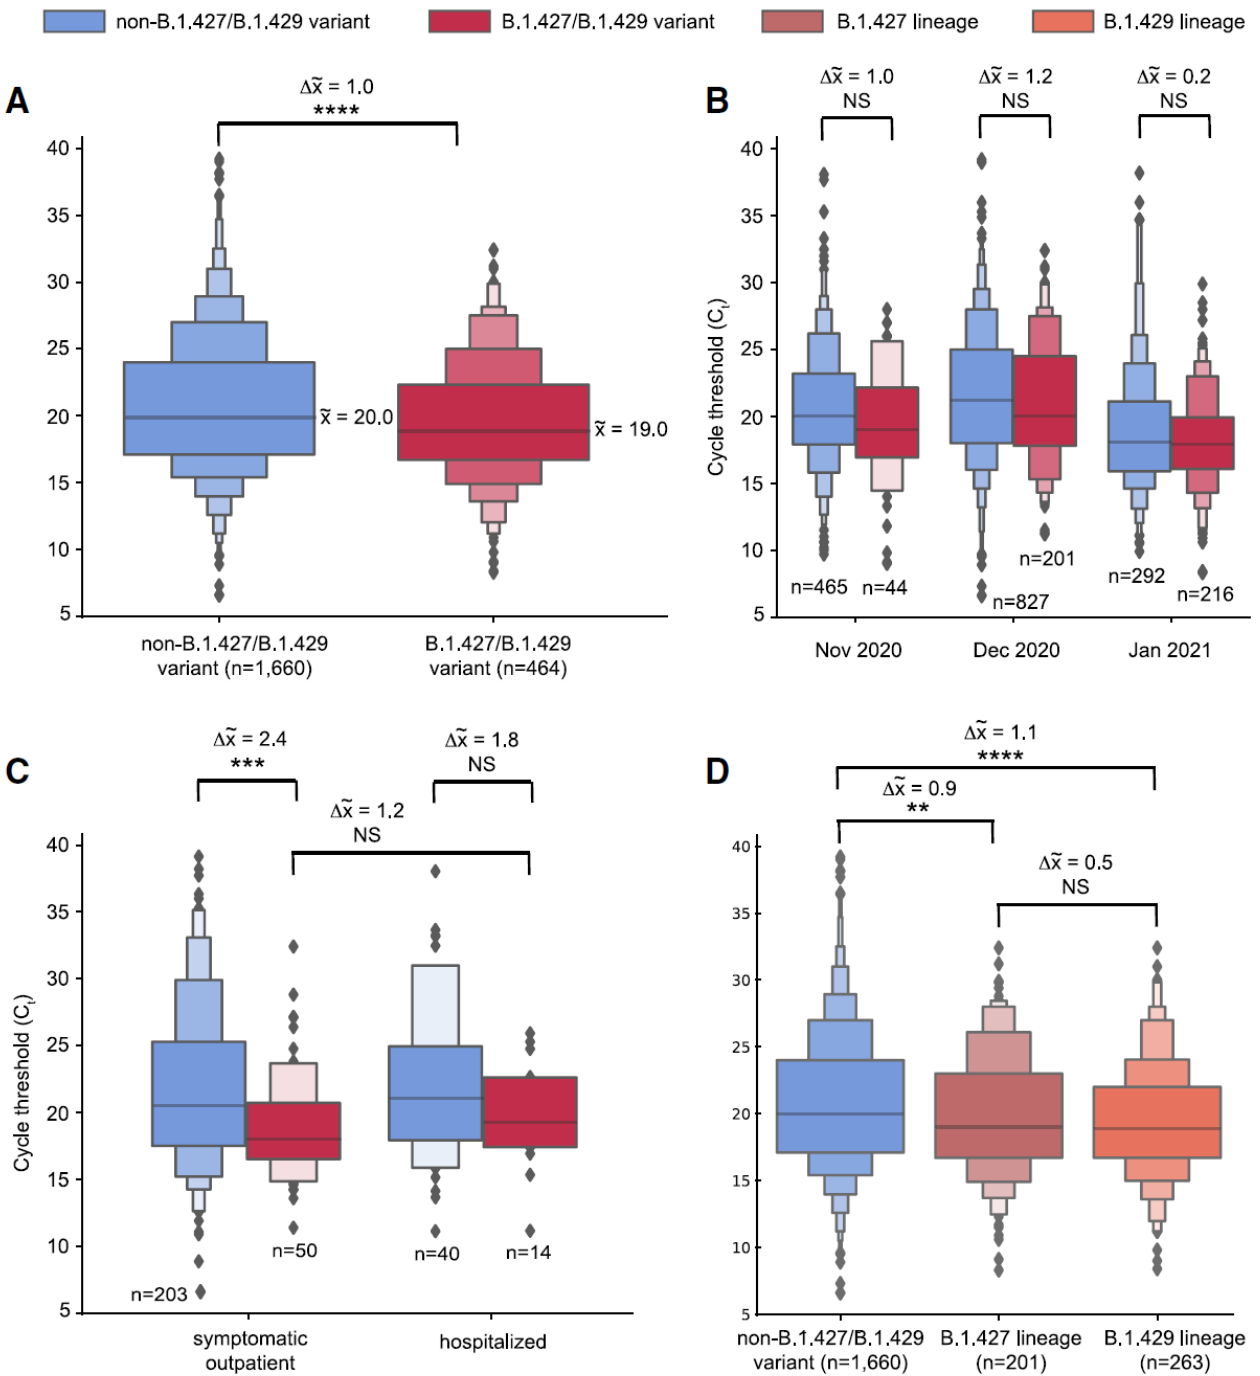 non-B.1.427/B.1.429 variant
B.1.427/B.1.429 variant
B.1.427 lineage
B.1.429 lineage
A
Δx̃ = 1.0
****
40
35
30
25
20
15
10
5
x̃ = 20.0
x̃ = 19.0
non-B.1.427/B.1.429
variant (n=1,660)
B.1.427/B.1.429
variant (n=464)
B
Δx̃ = 1.0
NS
Δx̃ = 1.2
NS
Δx̃ = 0.2
NS
Cycle threshold (Cₜ)
40
35
30
25
20
15
10
5
n=465
n=44
n=827
n=201
n=292
n=216
Nov 2020
Dec 2020
Jan 2021
C
Δx̃ = 2.4
***
Δx̃ = 1.8
NS
Δx̃ = 1.2
NS
Cycle threshold (Cₜ)
40
35
30
25
20
15
10
5
n=203
n=50
n=40
n=14
symptomatic
outpatient
hospitalized
D
Δx̃ = 1.1
****
Δx̃ = 0.9
**
Δx̃ = 0.5
NS
40
35
30
25
20
15
10
5
non-B.1.427/B.1.429
variant (n=1,660)
B.1.427 lineage
(n=201)
B.1.429 lineage
(n=263)